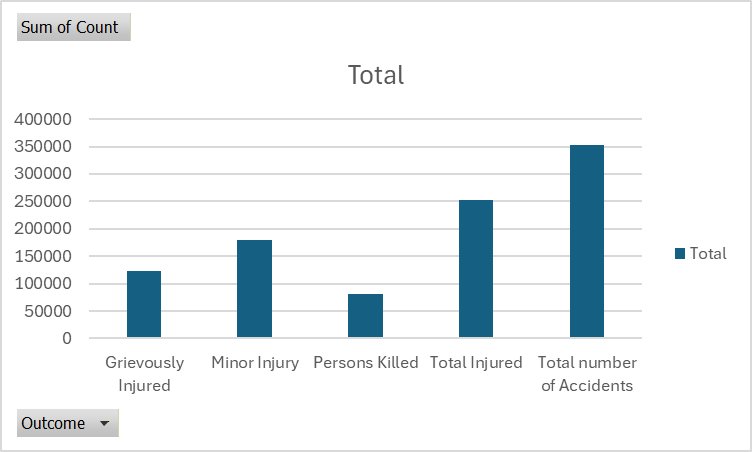 Sum of Count
Total
400000
350000
300000
250000
200000
150000
100000
50000
0
Grievously
Injured
Minor Injury
Persons Killed
Total Injured
Total number
of Accidents
Total
Outcome